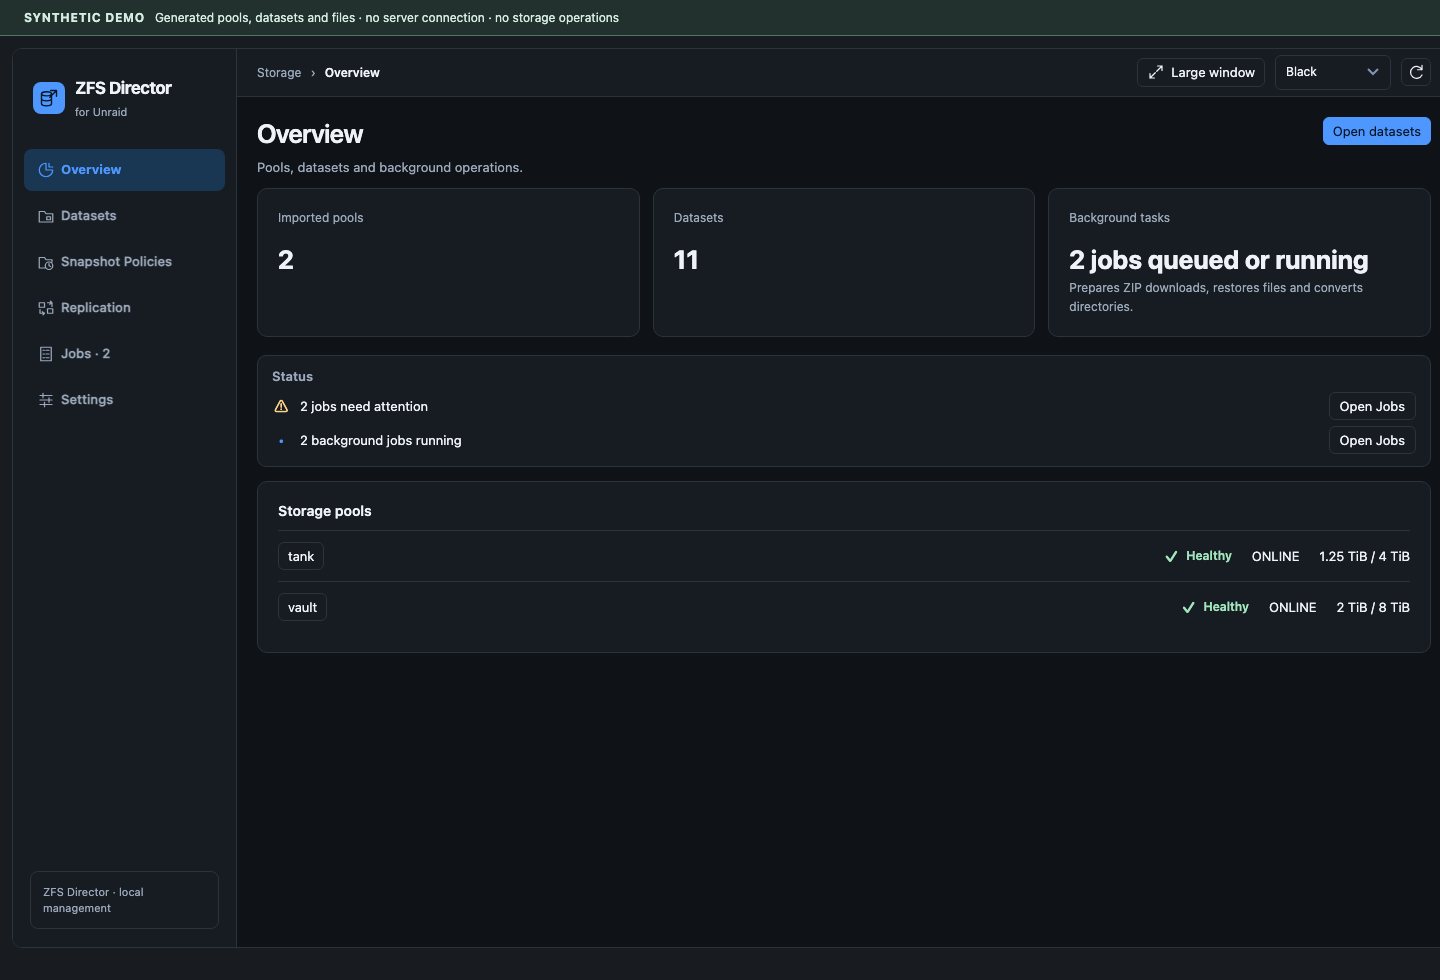 SYNTHETIC DEMO Generated pools, datasets and files · no server connection · no storage operations
ZFS Director
for Unraid
Overview
Datasets
Snapshot Policies
Replication
Jobs · 2
Settings
ZFS Director · local
management
Storage › Overview
Large window
Black
Overview
Open datasets
Pools, datasets and background operations.
Imported pools
2
Datasets
11
Background tasks
2 jobs queued or running
Prepares ZIP downloads, restores files and converts
directories.
Status
2 jobs need attention
Open Jobs
2 background jobs running
Open Jobs
Storage pools
tank Healthy ONLINE 1.25 TiB / 4 TiB
vault Healthy ONLINE 2 TiB / 8 TiB